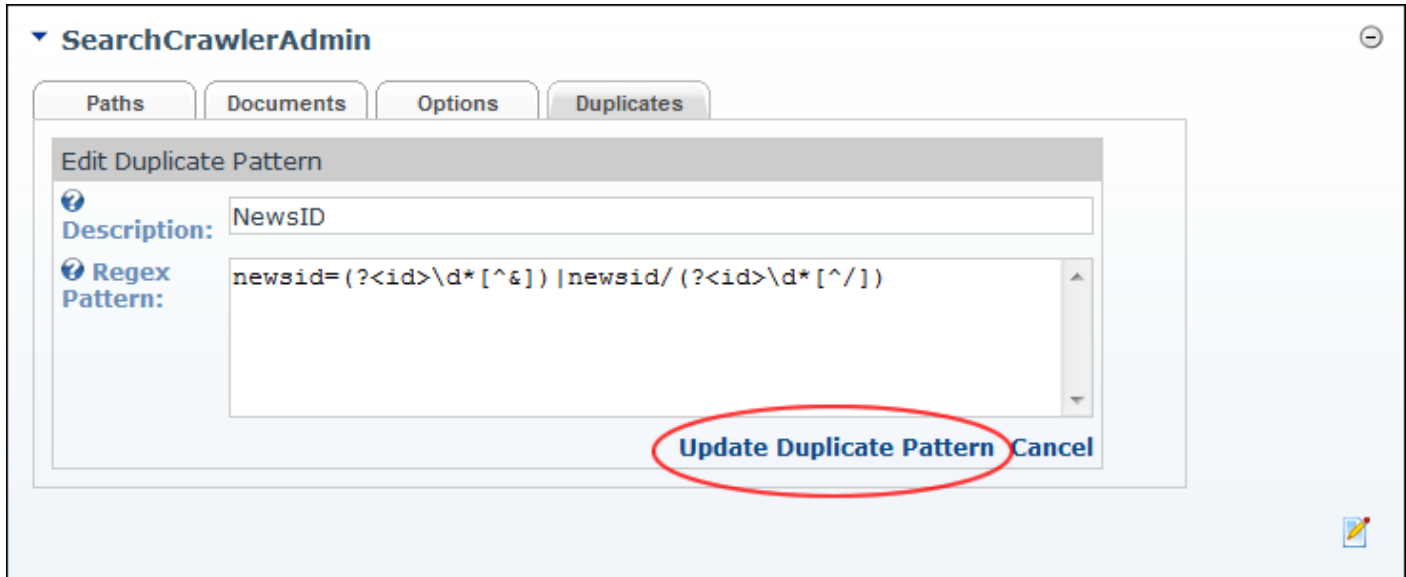 SearchCrawlerAdmin
Paths Documents Options Duplicates
Edit Duplicate Pattern
Description:
NewsID
Regex
Pattern:
newsid=(?<id>\d*[^&])|newsid/(?<id>\d*[^/])
Update Duplicate Pattern Cancel